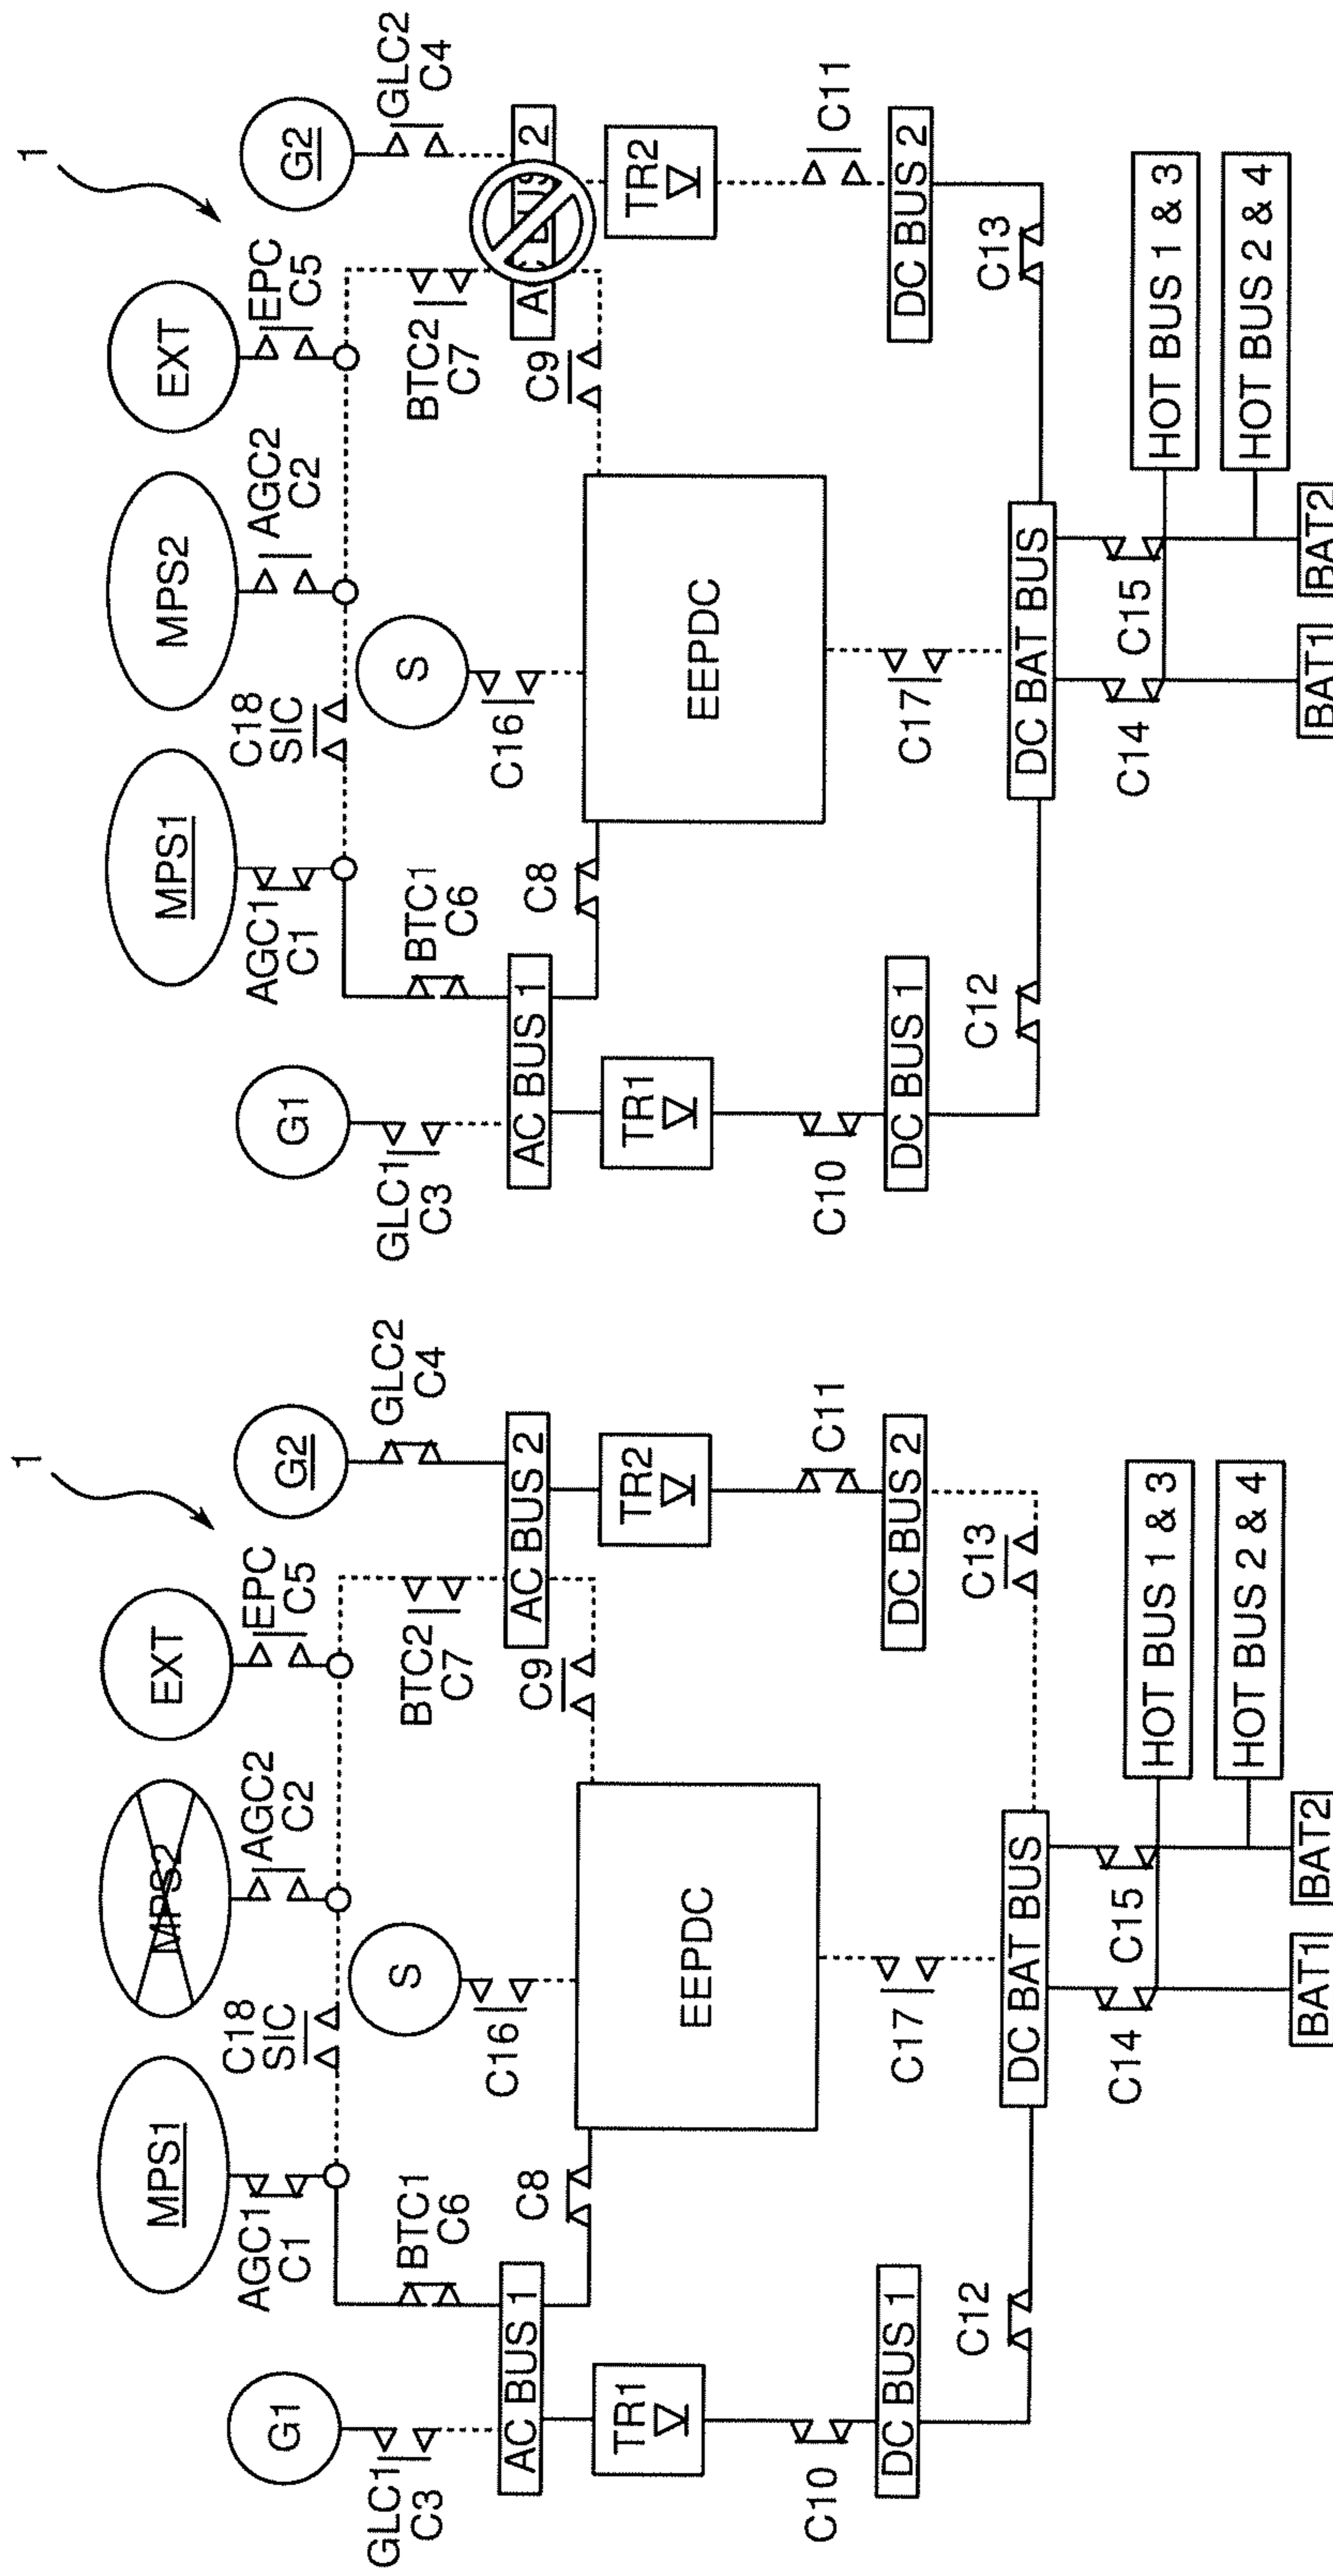 1
MPS1
MPS2
EXT
AGC1
C1
C18
SIC
AGC2
C2
EPC
C5
G1
G2
GLC1
C3
GLC2
C4
BTC1
C6
S
C16
BTC2
C7
AC BUS 1
C8
C9
AC BUS 2
TR1
EEPDC
TR2
C10
C17
C11
DC BUS 1
DC BUS 2
C12
DC BAT BUS
C13
C14
C15
HOT BUS 1 & 3
HOT BUS 2 & 4
BAT1
BAT2
1
MPS1
MPS2
EXT
AGC1
C1
C18
SIC
AGC2
C2
EPC
C5
G1
G2
GLC1
C3
GLC2
C4
BTC1
C6
S
C16
BTC2
C7
AC BUS 1
C8
C9
AC BUS 2
TR1
EEPDC
TR2
C10
C17
C11
DC BUS 1
DC BUS 2
C12
DC BAT BUS
C13
C14
C15
HOT BUS 1 & 3
HOT BUS 2 & 4
BAT1
BAT2